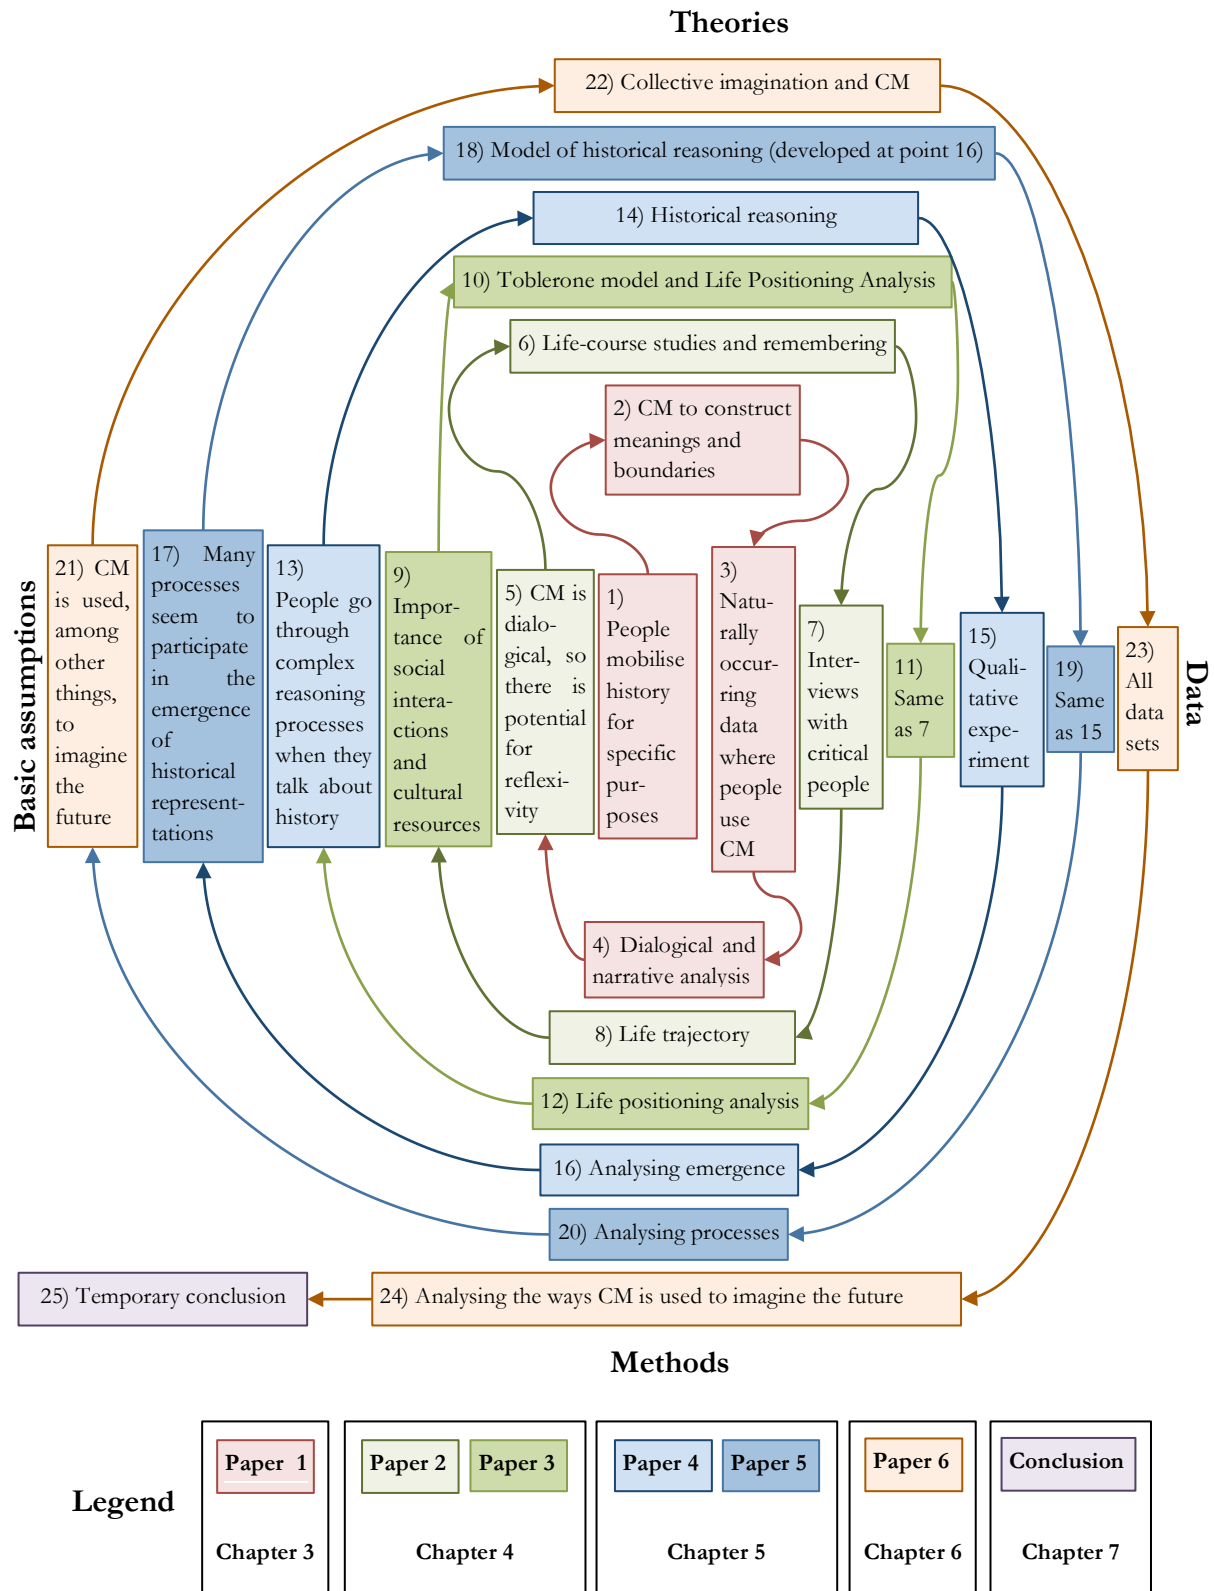 Theories
22) Collective imagination and CM
18) Model of historical reasoning (developed at point 16)
14) Historical reasoning
10) Toblerone model and Life Positioning Analysis
6) Life-course studies and remembering
2) CM to construct
meanings and
boundaries
Basic assumptions
21) CM
is used,
among
other
things,
to
imagine
the
future
17) Many
processes
seem to
participate
in the
emergence
of
historical
represent-
tations
13)
People go
through
complex
reasoning
processes
when they
talk about
history
9)
Impor-
tance of
social
intera-
ctions
and
cultural
resources
5) CM is
dialo-
gical, so
there is
potential
for
reflexi-
vity
1)
People
mobilise
history
for
specific
pur-
poses
3)
Natu-
rally
occur-
ring
data
where
people
use
CM
7)
Inter-
views
with
critical
people
11)
Same
as 7
15)
Quali-
tative
expe-
riment
19)
Same
as 15
23)
All
data
sets
Data
4) Dialogical and
narrative analysis
8) Life trajectory
12) Life positioning analysis
16) Analysing emergence
20) Analysing processes
25) Temporary conclusion
24) Analysing the ways CM is used to imagine the future
Methods
Legend
Paper 1
Chapter 3
Paper 2
Paper 3
Chapter 4
Paper 4
Paper 5
Chapter 5
Paper 6
Chapter 6
Conclusion
Chapter 7